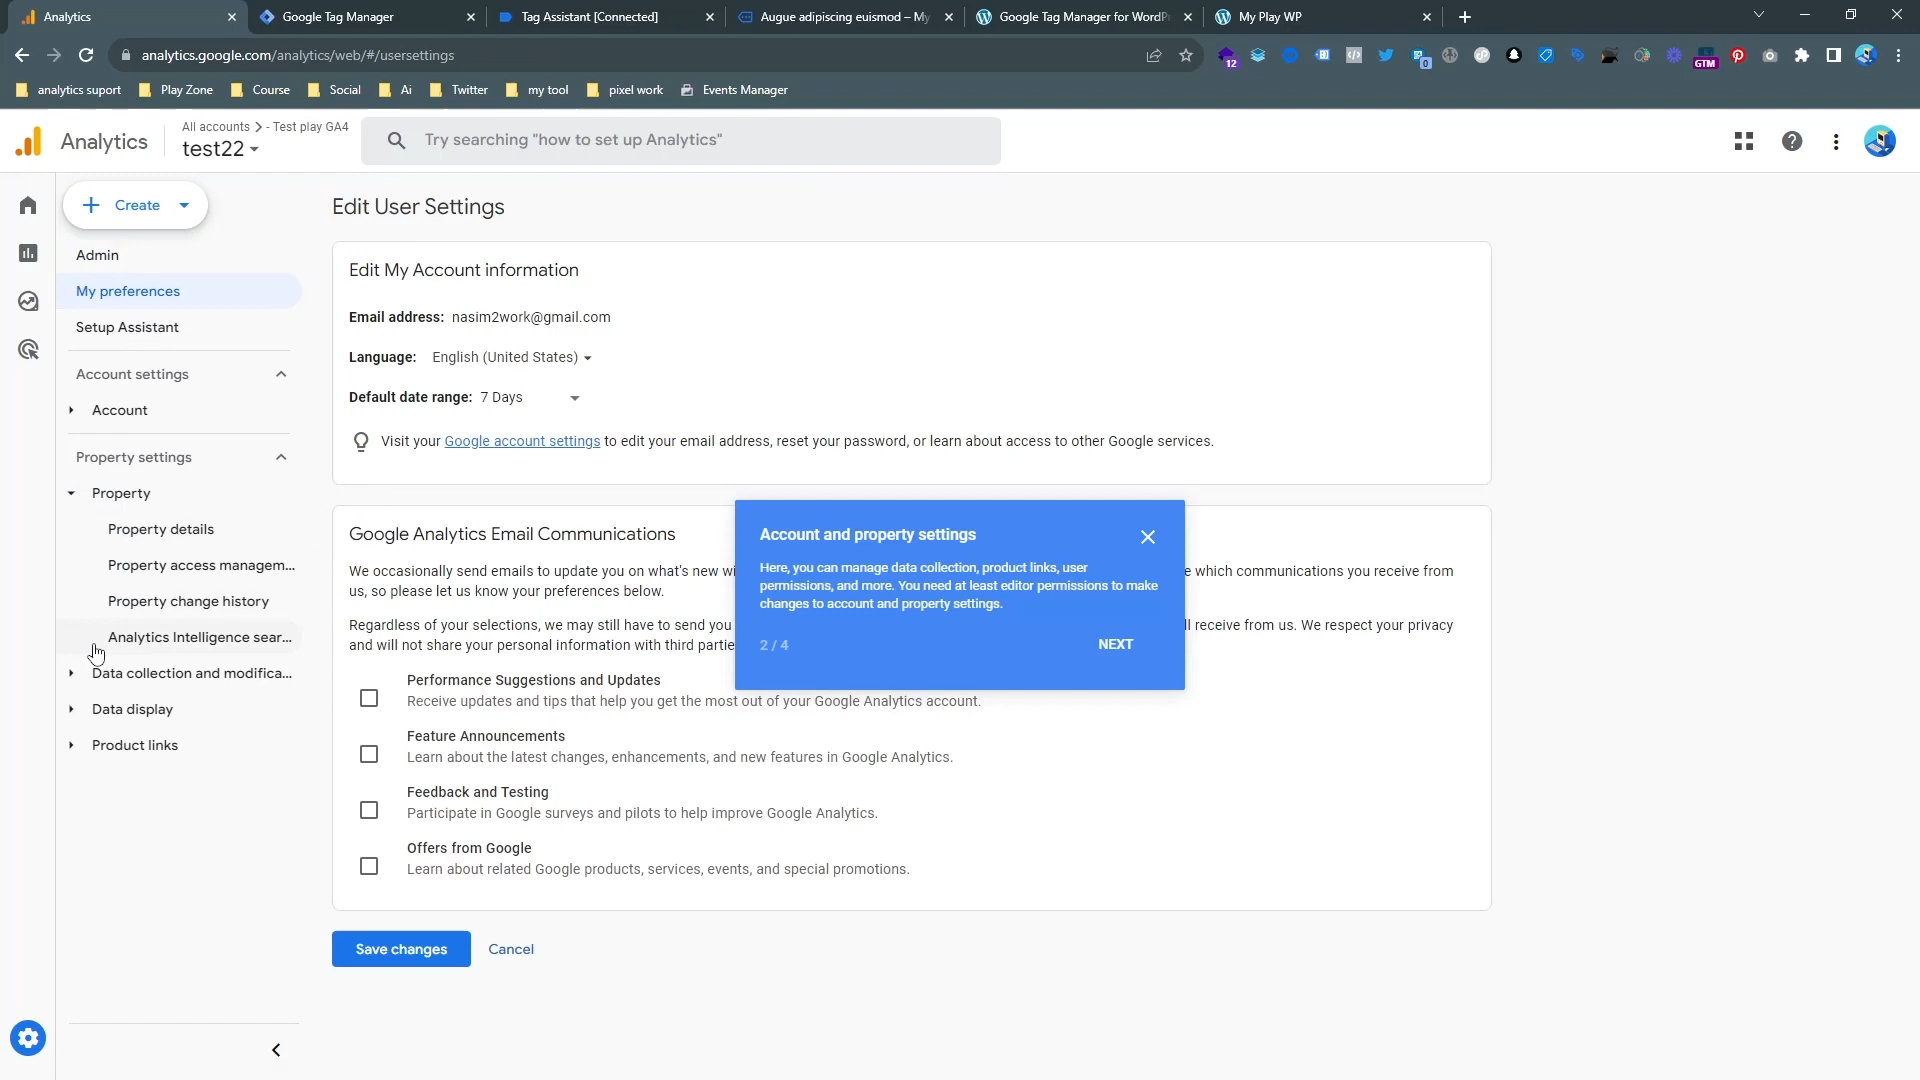 Analytics
Google Tag Manager
Tag Assistant [Connected]
Augue adipiscing euismod – My
Google Tag Manager for WordPr
My Play WP
analytics.google.com/analytics/web/#/usersettings
12
0
GTM
analytics suport
Play Zone
Course
Social
Ai
Twitter
my tool
pixel work
Events Manager
Analytics
All accounts > - Test play GA4
test22
Try searching "how to set up Analytics"
Create
Admin
My preferences
Setup Assistant
Account settings
Account
Property settings
Property
Property details
Property access managem...
Property change history
Analytics Intelligence sear...
Data collection and modifica...
Data display
Product links
Edit User Settings
Edit My Account information
Email address: nasim2work@gmail.com
Language: English (United States)
Default date range: 7 Days
Visit your Google account settings to edit your email address, reset your password, or learn about access to other Google services.
Google Analytics Email Communications
We occasionally send emails to update you on what's new wi
e which communications you receive from
us, so please let us know your preferences below.
Regardless of your selections, we may still have to send you
ll receive from us. We respect your privacy
and will not share your personal information with third partie
Account and property settings
Here, you can manage data collection, product links, user
permissions, and more. You need at least editor permissions to make
changes to account and property settings.
2 / 4
NEXT
Performance Suggestions and Updates
Receive updates and tips that help you get the most out of your Google Analytics account.
Feature Announcements
Learn about the latest changes, enhancements, and new features in Google Analytics.
Feedback and Testing
Participate in Google surveys and pilots to help improve Google Analytics.
Offers from Google
Learn about related Google products, services, events, and special promotions.
Save changes
Cancel